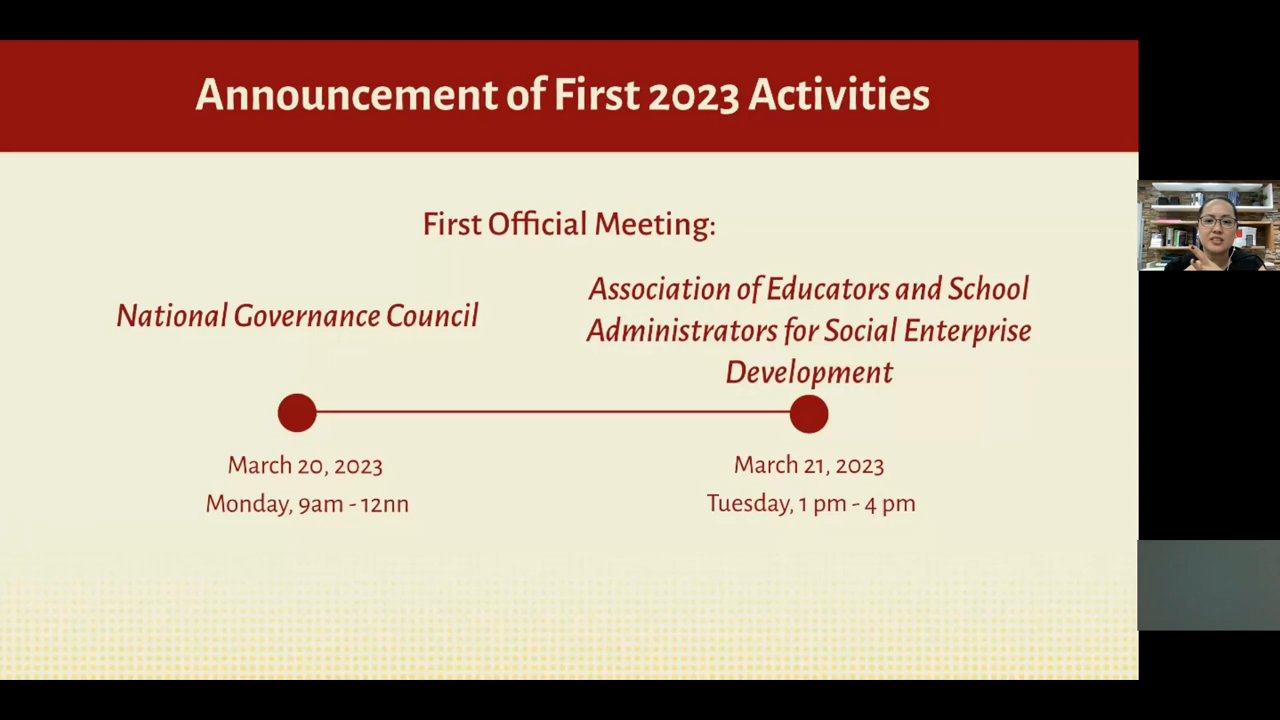 Announcement of First 2023 Activities
First Official Meeting:
National Governance Council
Association of Educators and School
Administrators for Social Enterprise
Development
March 20, 2023
Monday, 9am - 12nn
March 21, 2023
Tuesday, 1 pm - 4 pm